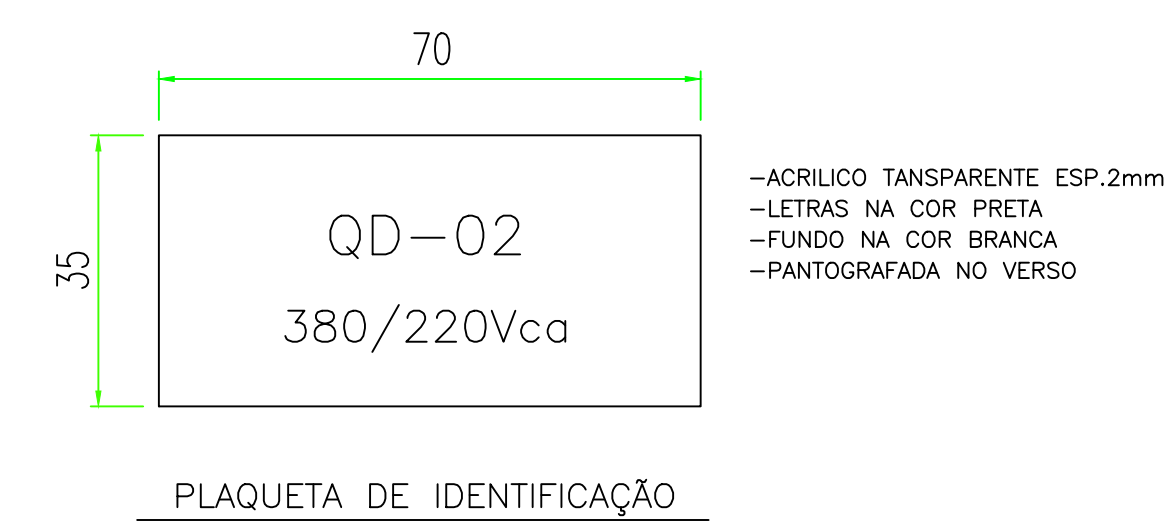 70
35
QD-02
380/220Vca
-ACRILICO TANSPARENTE ESP.2mm
-LETRAS NA COR PRETA
-FUNDO NA COR BRANCA
-PANTOGRAFADA NO VERSO
PLAQUETA DE IDENTIFICAÇÃO